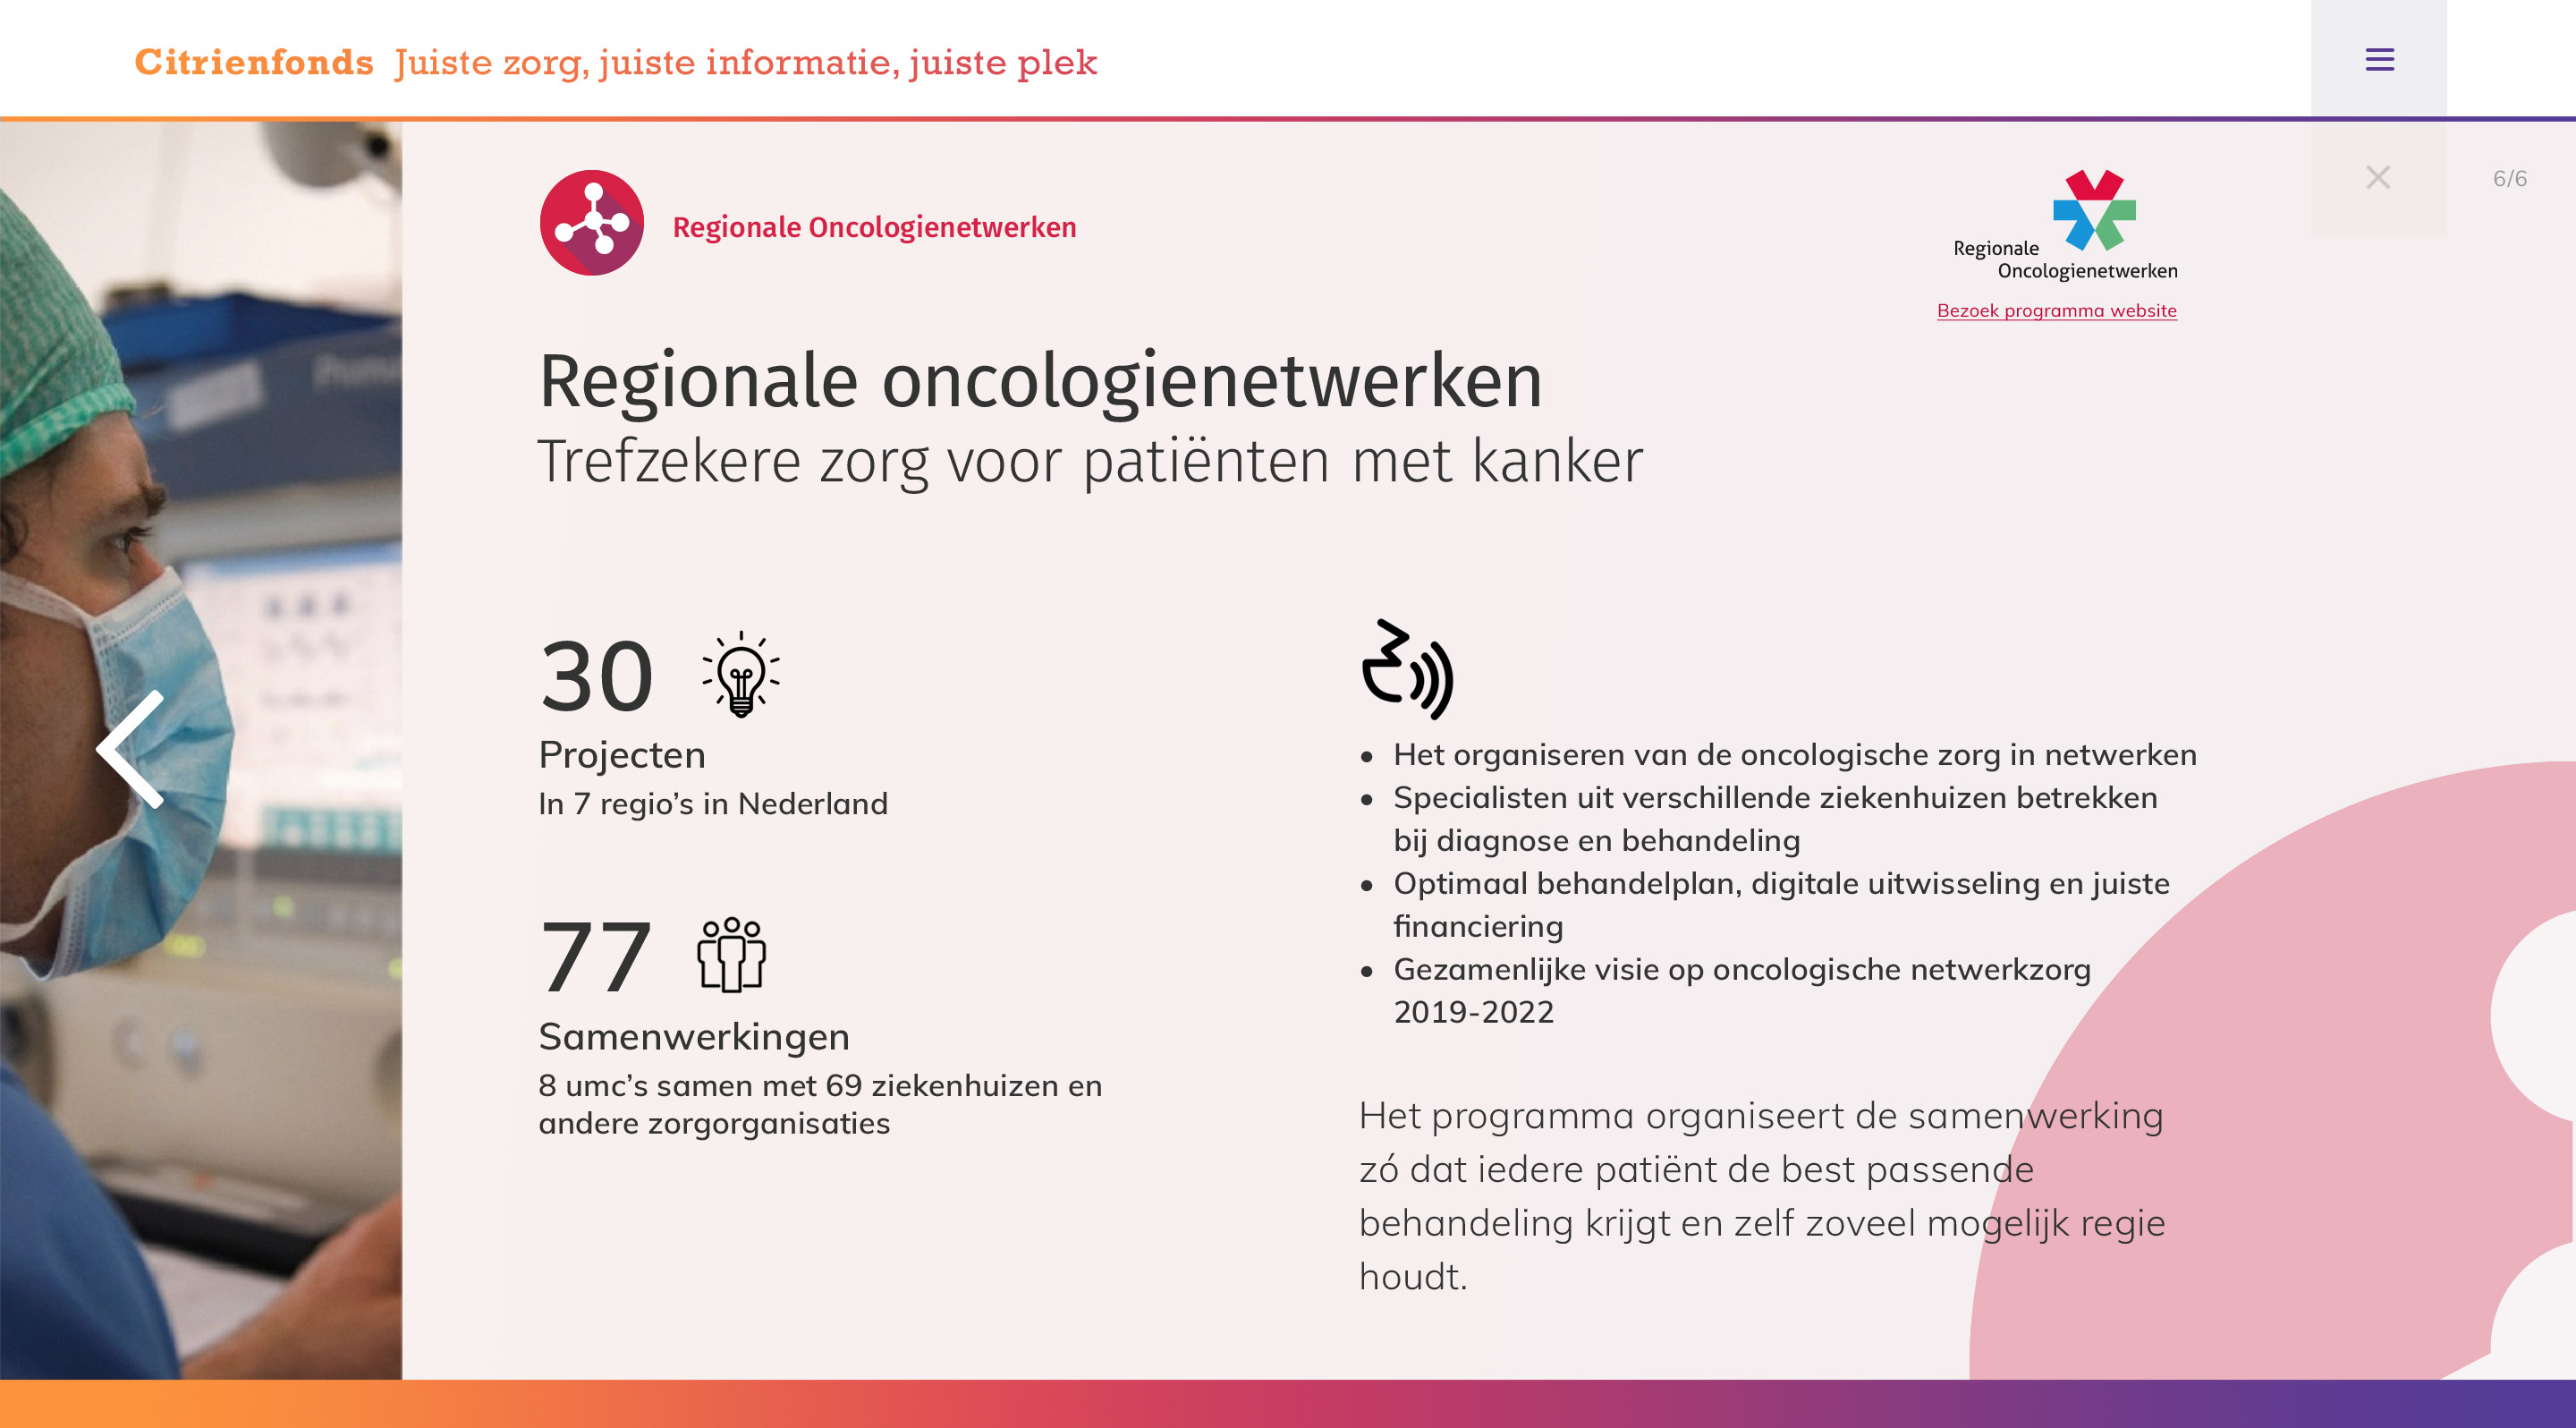 Citrienfonds Juiste zorg, juiste informatie, juiste plek
6/6
Regionale Oncologienetwerken
Regionale
Oncologienetwerken
Bezoek programma website
Regionale oncologienetwerken
Trefzekere zorg voor patiënten met kanker
30
Projecten
In 7 regio’s in Nederland
77
Samenwerkingen
8 umc’s samen met 69 ziekenhuizen en
andere zorgorganisaties
• Het organiseren van de oncologische zorg in netwerken
• Specialisten uit verschillende ziekenhuizen betrekken
bij diagnose en behandeling
• Optimaal behandelplan, digitale uitwisseling en juiste
financiering
• Gezamenlijke visie op oncologische netwerkzorg
2019-2022
Het programma organiseert de samenwerking
zó dat iedere patiënt de best passende
behandeling krijgt en zelf zoveel mogelijk regie
houdt.